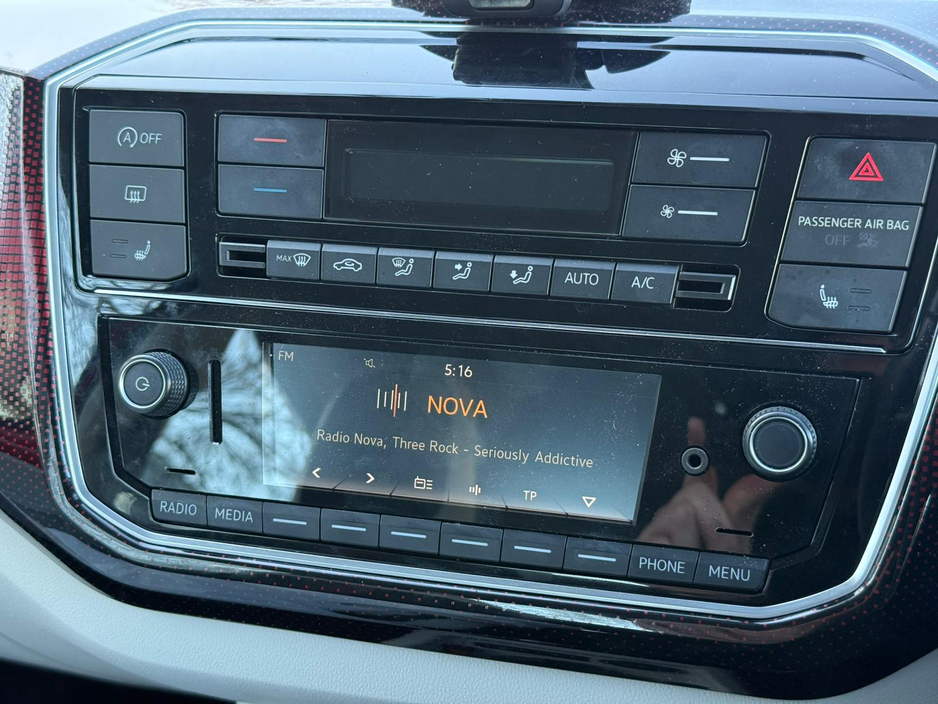 A OFF
MAX
AUTO
A/C
PASSENGER AIR BAG
OFF
FM
5:16
NOVA
Radio Nova, Three Rock - Seriously Addictive
< > TP
RADIO
MEDIA
PHONE
MENU